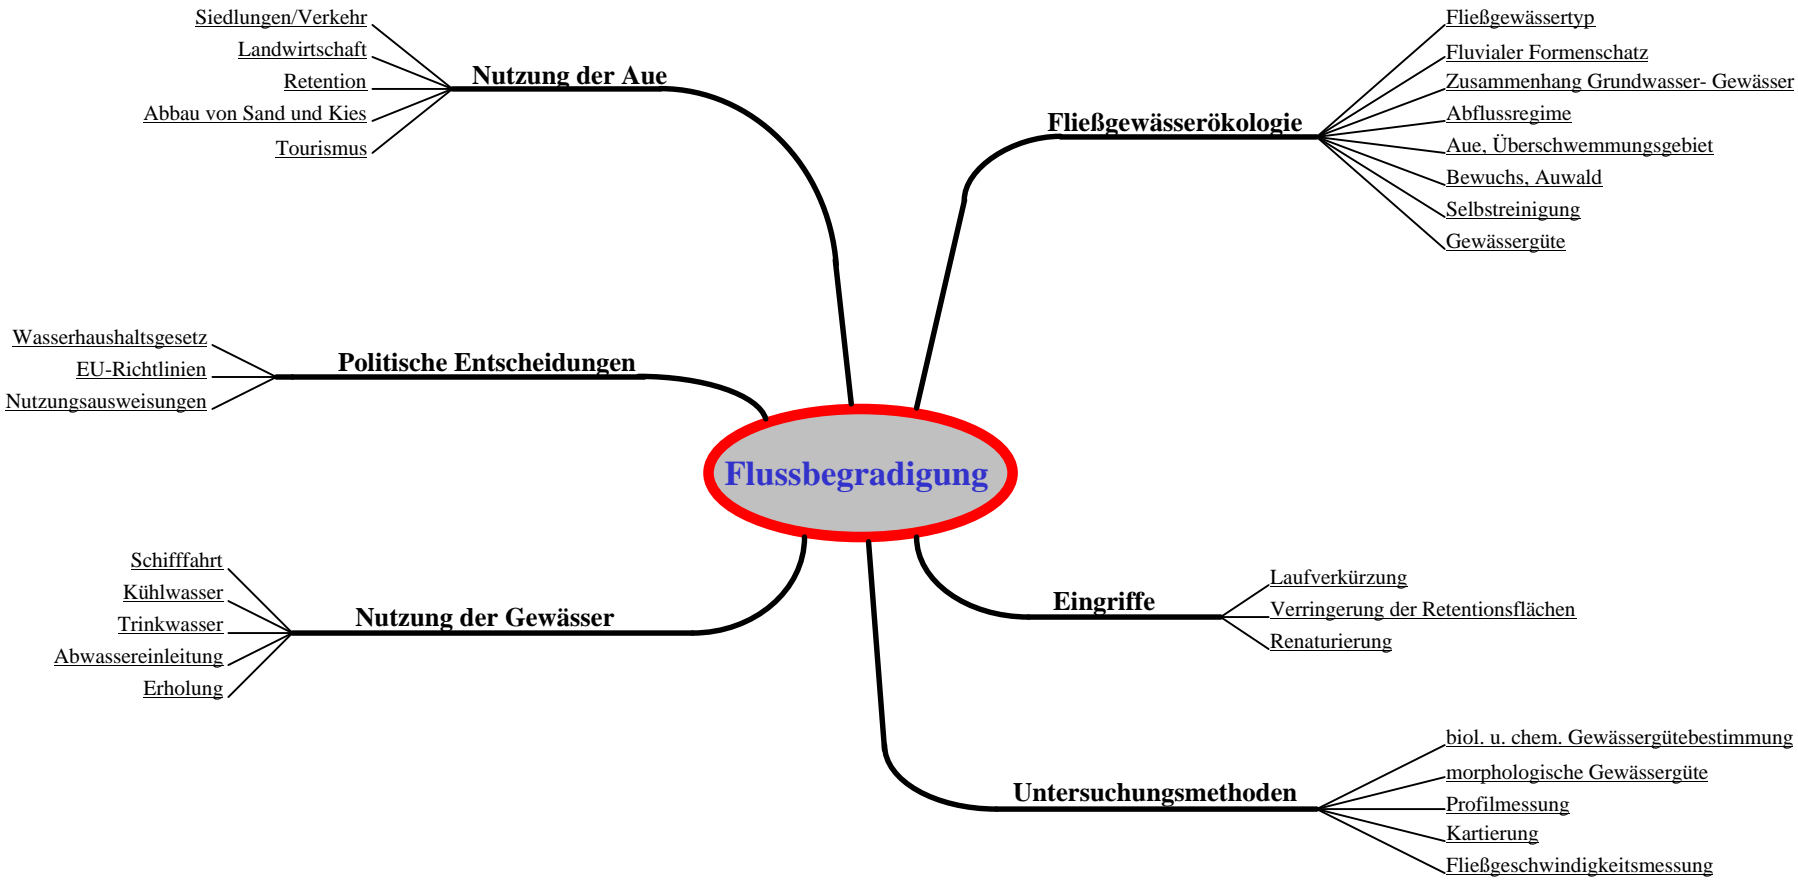 Siedlungen/Verkehr
Landwirtschaft
Retention
Abbau von Sand und Kies
Tourismus
Nutzung der Aue
Fließgewässerökologie
Fließgewässertyp
Fluvialer Formenschatz
Zusammenhang Grundwasser- Gewässer
Abflussregime
Aue, Überschwemmungsgebiet
Bewuchs, Auwald
Selbstreinigung
Gewässergüte
Wasserhaushaltsgesetz
EU-Richtlinien
Nutzungsausweisungen
Politische Entscheidungen
Flussbegradigung
Schifffahrt
Kühlwasser
Trinkwasser
Abwassereinleitung
Erholung
Nutzung der Gewässer
Eingriffe
Laufverkürzung
Verringerung der Retentionsflächen
Renaturierung
Untersuchungsmethoden
biol. u. chem. Gewässergütebestimmung
morphologische Gewässergüte
Profilmessung
Kartierung
Fließgeschwindigkeitsmessung